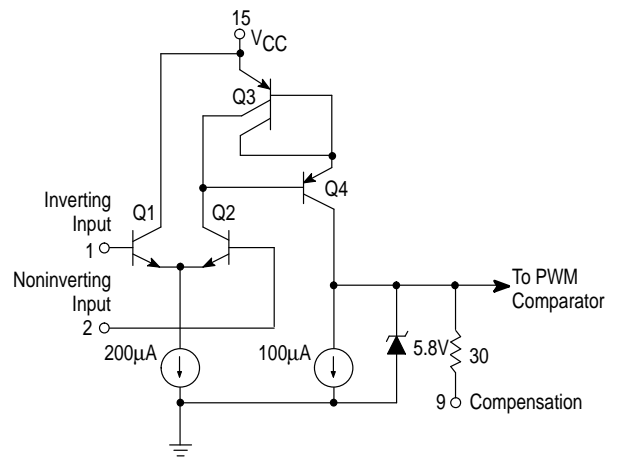 15
VCC
Q3
Q4
Inverting
Input
1
Q1
Q2
Noninverting
Input
2
To PWM
Comparator
200µA
100µA
5.8V
30
9
Compensation